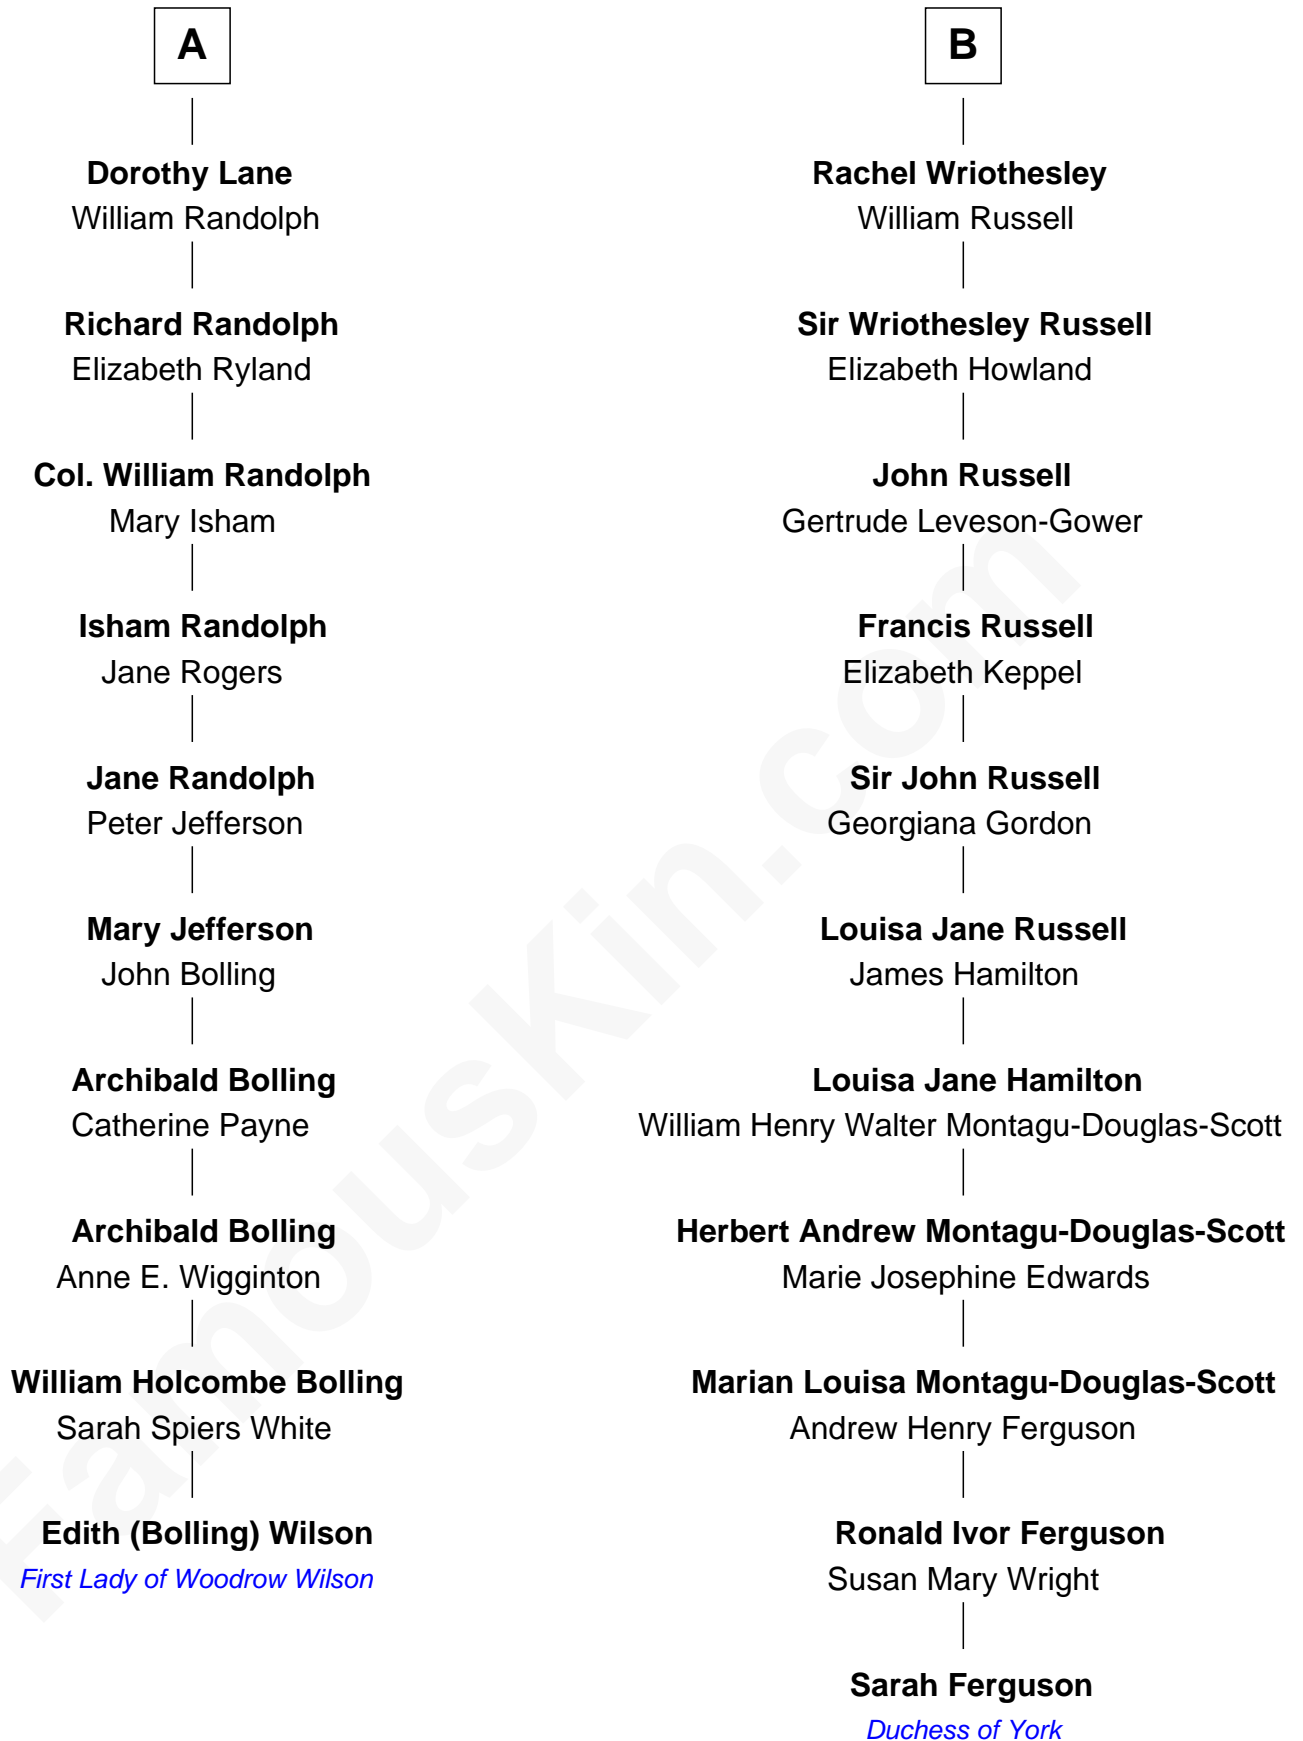 A
Dorothy Lane
William Randolph
Richard Randolph
Elizabeth Ryland
Col. William Randolph
Mary Isham
Isham Randolph
Jane Rogers
Jane Randolph
Peter Jefferson
Mary Jefferson
John Bolling
Archibald Bolling
Catherine Payne
Archibald Bolling
Anne E. Wigginton
William Holcombe Bolling
Sarah Spiers White
Edith (Bolling) Wilson
First Lady of Woodrow Wilson
B
Rachel Wriothesley
William Russell
Sir Wriothesley Russell
Elizabeth Howland
John Russell
Gertrude Leveson-Gower
Francis Russell
Elizabeth Keppel
Sir John Russell
Georgiana Gordon
Louisa Jane Russell
James Hamilton
Louisa Jane Hamilton
William Henry Walter Montagu-Douglas-Scott
Herbert Andrew Montagu-Douglas-Scott
Marie Josephine Edwards
Marian Louisa Montagu-Douglas-Scott
Andrew Henry Ferguson
Ronald Ivor Ferguson
Susan Mary Wright
Sarah Ferguson
Duchess of York
FamousKin.com